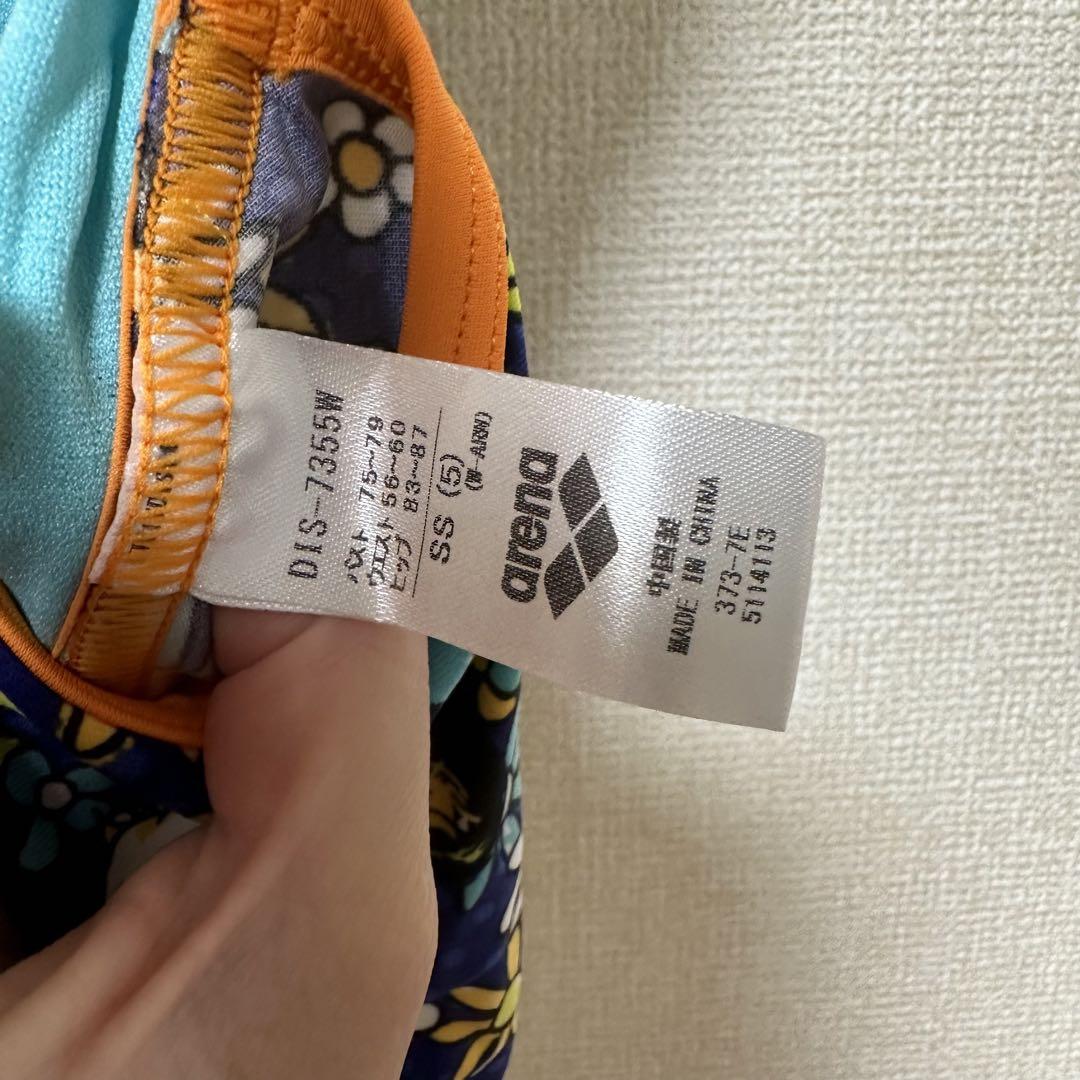 DIS-7355W
バスト 75~79
ウエスト 56~60
ヒップ 83~87
SS (5)
(W-ARW)
arena
中国製
MADE IN CHINA
373-7E
5114113